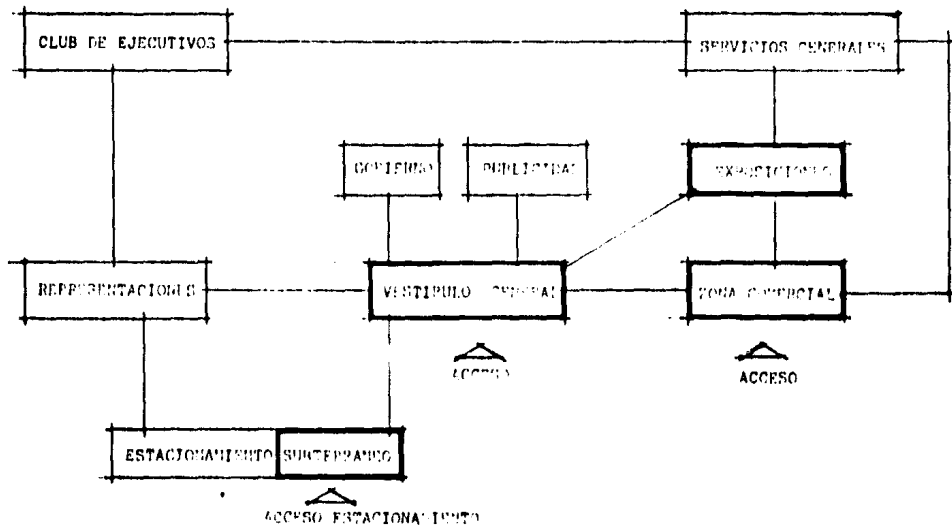 CLUB DE EJECUTIVOS
SERVICIOS GENERALES
GOBIERNO
PUBLICIDAD
EXPOSICIONES
REPRESENTACIONES
VESTIBULO GENERAL
ZONA COMERCIAL
ACCESO
ACCESO
ESTACIONAMIENTO SUBTERRANEO
ACCESO ESTACIONAMIENTO